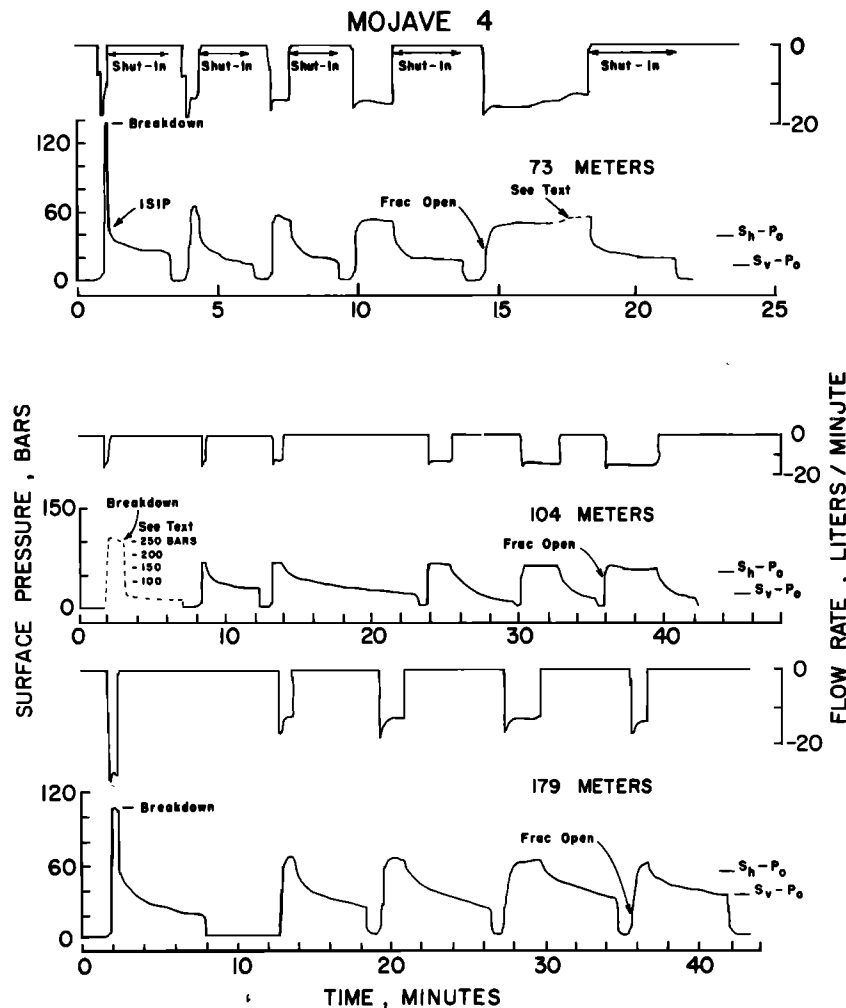 MOJAVE 4
Shut-In Shut-In Shut-In Shut-In Shut-In
0
-20
120
60
0
Breakdown
ISIP
73 METERS
See Text
Frac Open
Sh-Po
Sv-Po
0 5 10 15 20 25
SURFACE PRESSURE, BARS
FLOW RATE. LITERS/MINJTE
0
-20
150
0
Breakdown
See Text
250 BARS
200
150
100
104 METERS
Frac Open
Sh-Po
Sv-Po
0 10 20 30 40
0
-20
120
60
0
Breakdown
179 METERS
Frac Open
Sh-Po
Sv-Po
0 10 20 30 40
TIME, MINUTES